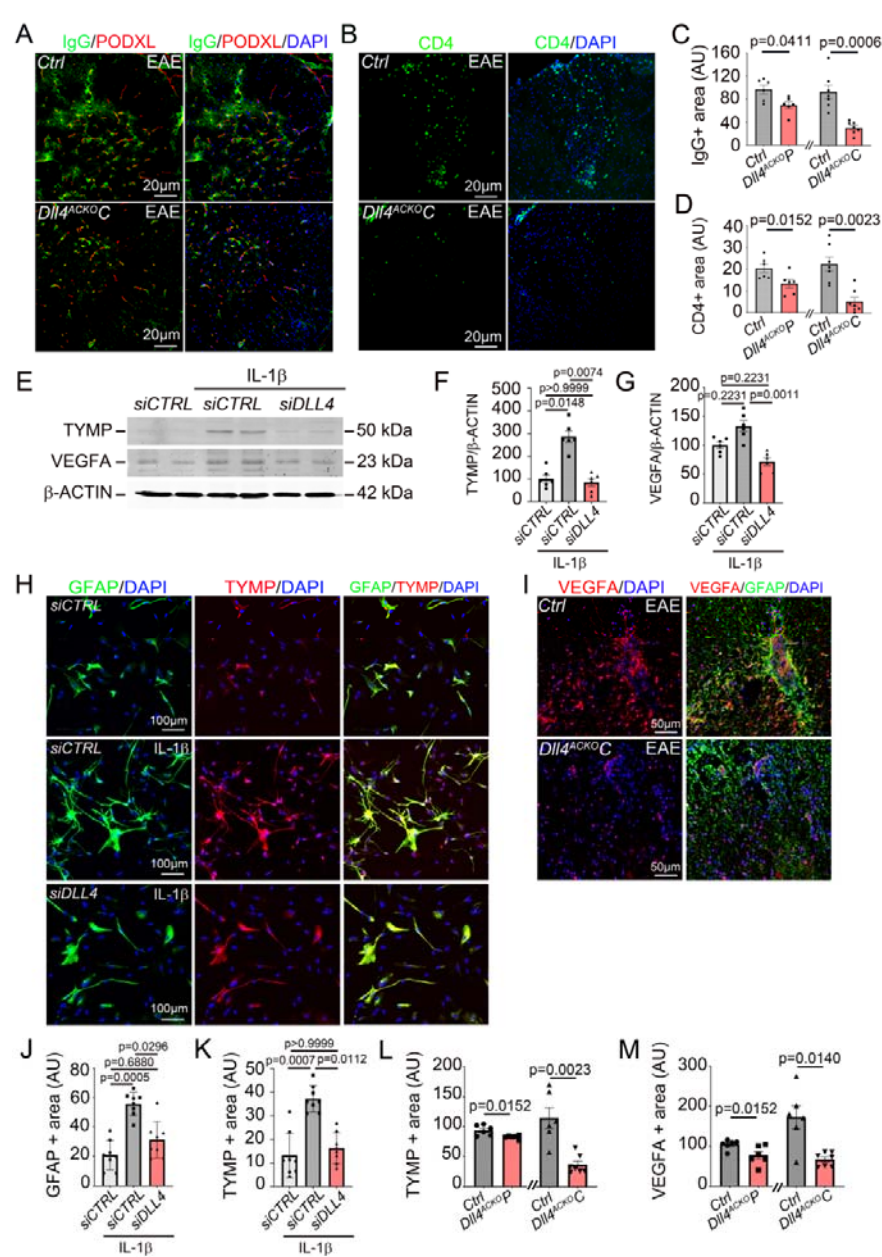 A
IgG/PODXL
IgG/PODXL/DAPI
Ctrl
EAE
20μm
20μm
Dll4ACKOC
EAE
20μm
20μm
B
CD4
CD4/DAPI
Ctrl
EAE
20μm
Dll4ACKOC
EAE
20μm
C
IgG+ area (AU)
160
120
80
40
0
p=0.0411
p=0.0006
Ctrl
Dll4ACKOP
Ctrl
Dll4ACKOC
D
CD4+ area (AU)
40
30
20
10
0
p=0.0152
p=0.0023
Ctrl
Dll4ACKOP
Ctrl
Dll4ACKOC
E
IL-1β
siCTRL
siCTRL
siDLL4
TYMP
50 kDa
VEGFA
23 kDa
β-ACTIN
42 kDa
F
TYMP/β-ACTIN
500
400
300
200
100
0
p=0.0074
p>0.9999
p=0.0148
siCTRL
siCTRL
siDLL4
IL-1β
G
VEGFA/β-ACTIN
200
150
100
50
0
p=0.2231
p=0.2231
p=0.0011
siCTRL
siCTRL
siDLL4
IL-1β
H
GFAP/DAPI
TYMP/DAPI
GFAP/TYMP/DAPI
siCTRL
100μm
siCTRL
IL-1β
100μm
siDLL4
IL-1β
100μm
I
VEGFA/DAPI
VEGFA/GFAP/DAPI
Ctrl
EAE
50μm
Dll4ACKOC
EAE
50μm
J
GFAP + area (AU)
80
60
40
20
0
p=0.0296
p=0.6880
p=0.0005
siCTRL
siCTRL
siDLL4
IL-1β
K
TYMP + area (AU)
50
40
30
20
10
0
p>0.9999
p=0.0007
p=0.0112
siCTRL
siCTRL
siDLL4
IL-1β
L
TYMP + area (AU)
200
150
100
50
0
p=0.0152
p=0.0023
Ctrl
Dll4ACKOP
Ctrl
Dll4ACKOC
M
VEGFA + area (AU)
300
200
100
0
p=0.0152
p=0.0140
Ctrl
Dll4ACKOP
Ctrl
Dll4ACKOC